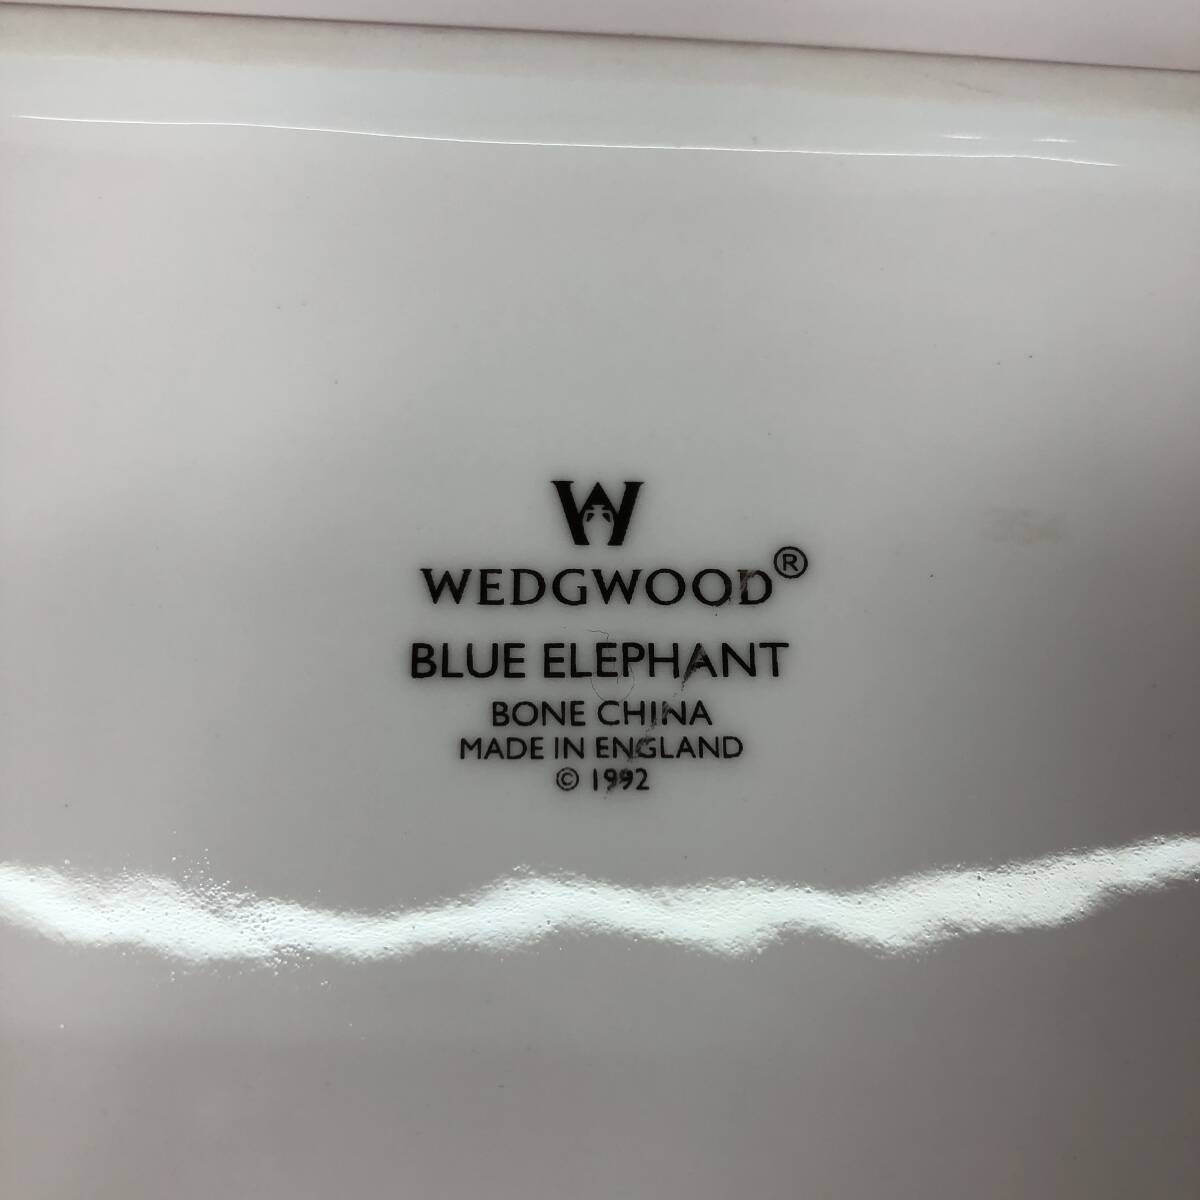 W
WEDGWOOD®
BLUE ELEPHANT
BONE CHINA
MADE IN ENGLAND
© 1992